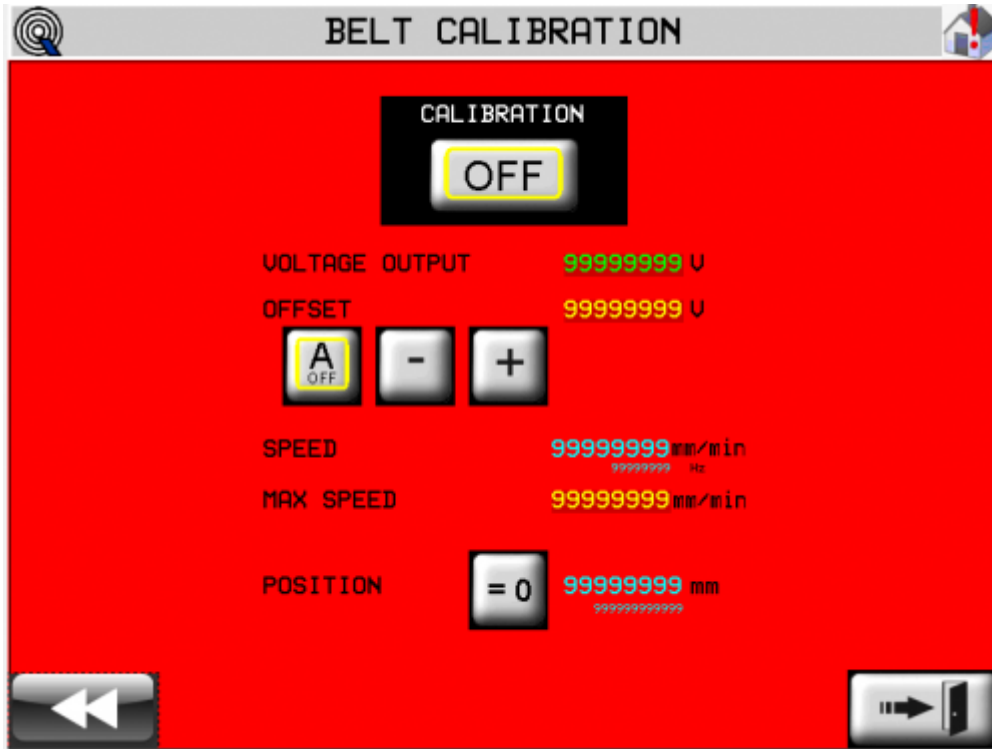 BELT CALIBRATION
CALIBRATION
OFF
VOLTAGE OUTPUT 99999999 V
OFFSET 99999999 V
A
OFF
- +
SPEED 99999999 mm/min
99999999 Hz
MAX SPEED 99999999 mm/min
POSITION = 0 99999999 mm
999999999999